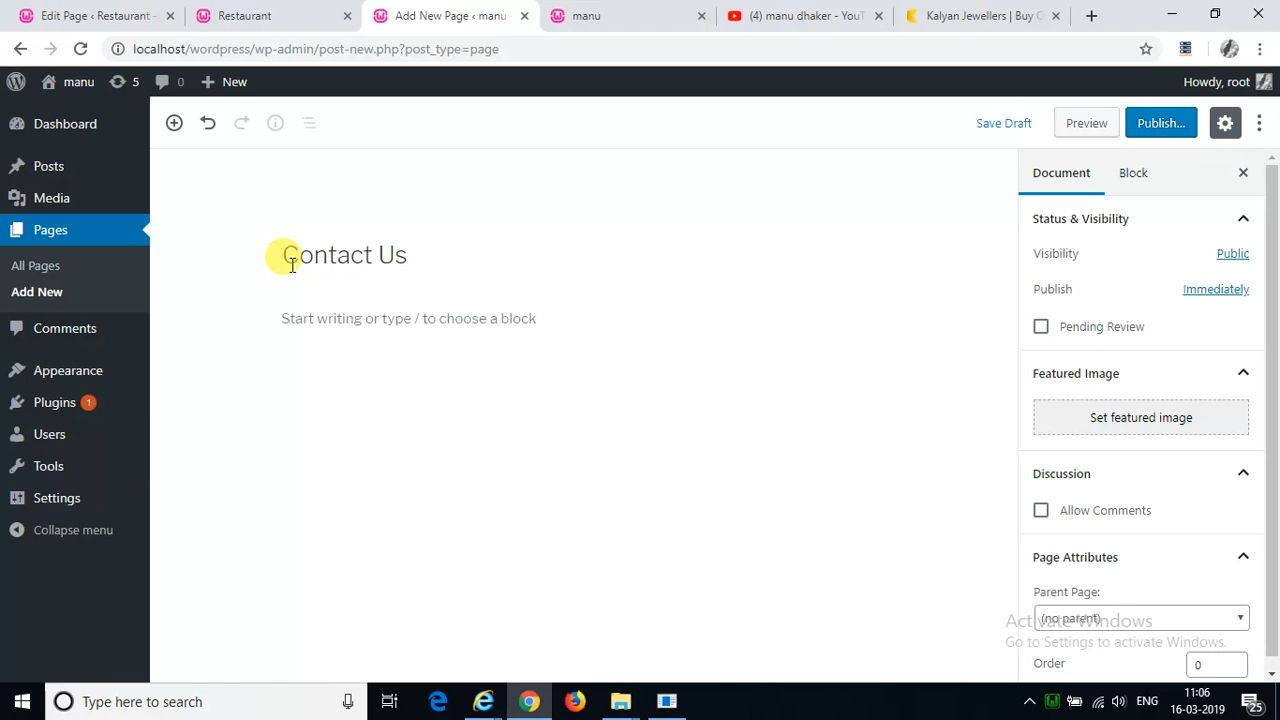 Edit Page ‹ Restaurant -
Restaurant
Add New Page ‹ manu
manu
(4) manu dhaker - YouT
Kalyan Jewellers | Buy
localhost/wordpress/wp-admin/post-new.php?post_type=page
manu
5
0
New
Howdy, root
Save Draft
Preview
Publish...
Dashboard
Posts
Media
Pages
All Pages
Add New
Comments
Appearance
Plugins 1
Users
Tools
Settings
Collapse menu
Contact Us
Start writing or type / to choose a block
Document
Block
Status & Visibility
Visibility
Public
Publish
Immediately
Pending Review
Featured Image
Set featured image
Discussion
Allow Comments
Page Attributes
Parent Page:
(no parent)
Activate Windows
Go to Settings to activate Windows.
Order
0
Type here to search
ENG
11:06
16-03-2019
25